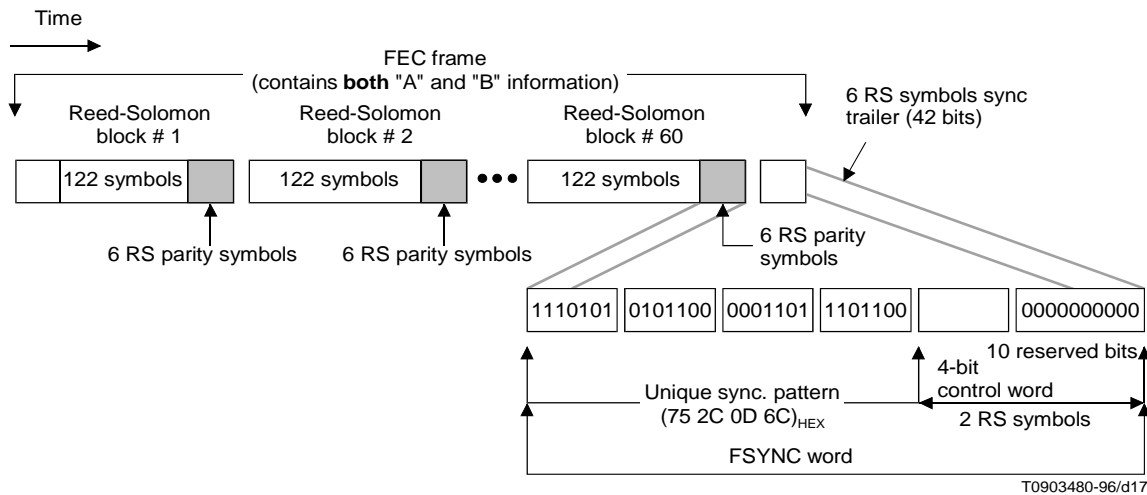 Time
FEC frame
(contains both "A" and "B" information)
6 RS symbols sync
trailer (42 bits)
Reed-Solomon
block # 1
Reed-Solomon
block # 2
Reed-Solomon
block # 60
122 symbols
122 symbols
122 symbols
6 RS parity symbols
6 RS parity symbols
6 RS parity
symbols
1110101
0101100
0001101
1101100
0000000000
10 reserved bits
4-bit
control word
Unique sync. pattern
(75 2C 0D 6C)HEX
2 RS symbols
FSYNC word
T0903480-96/d17